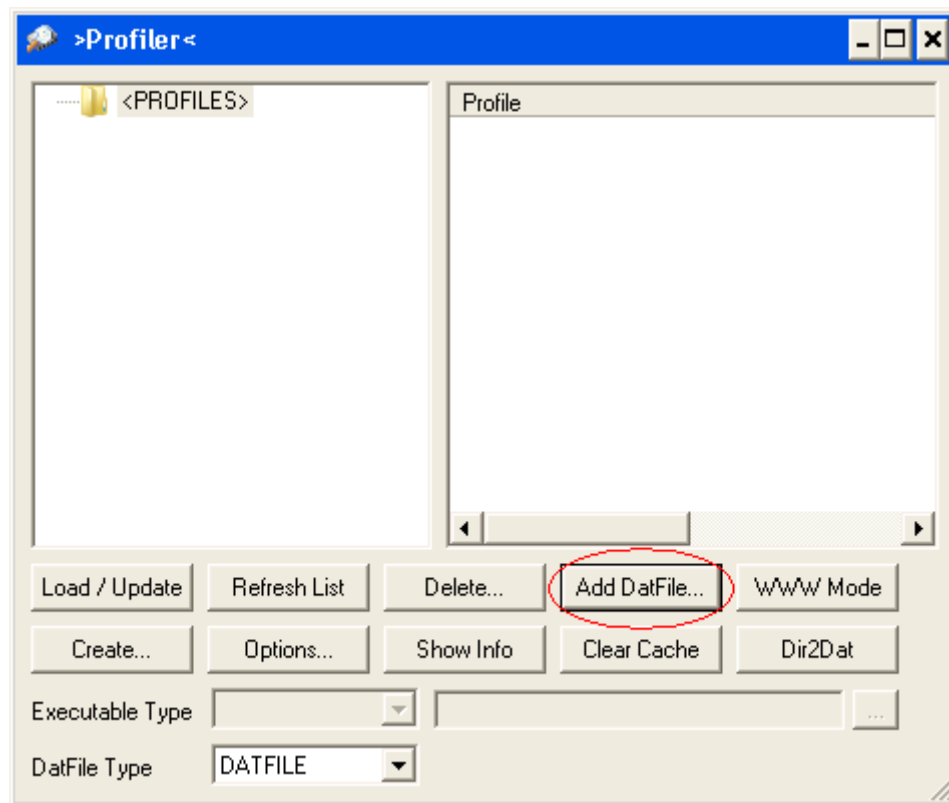 >Profiler<
<PROFILES>
Profile
Load / Update Refresh List Delete... Add DatFile... WWW Mode
Create... Options... Show Info Clear Cache Dir2Dat
Executable Type ...
DatFile Type DATFILE